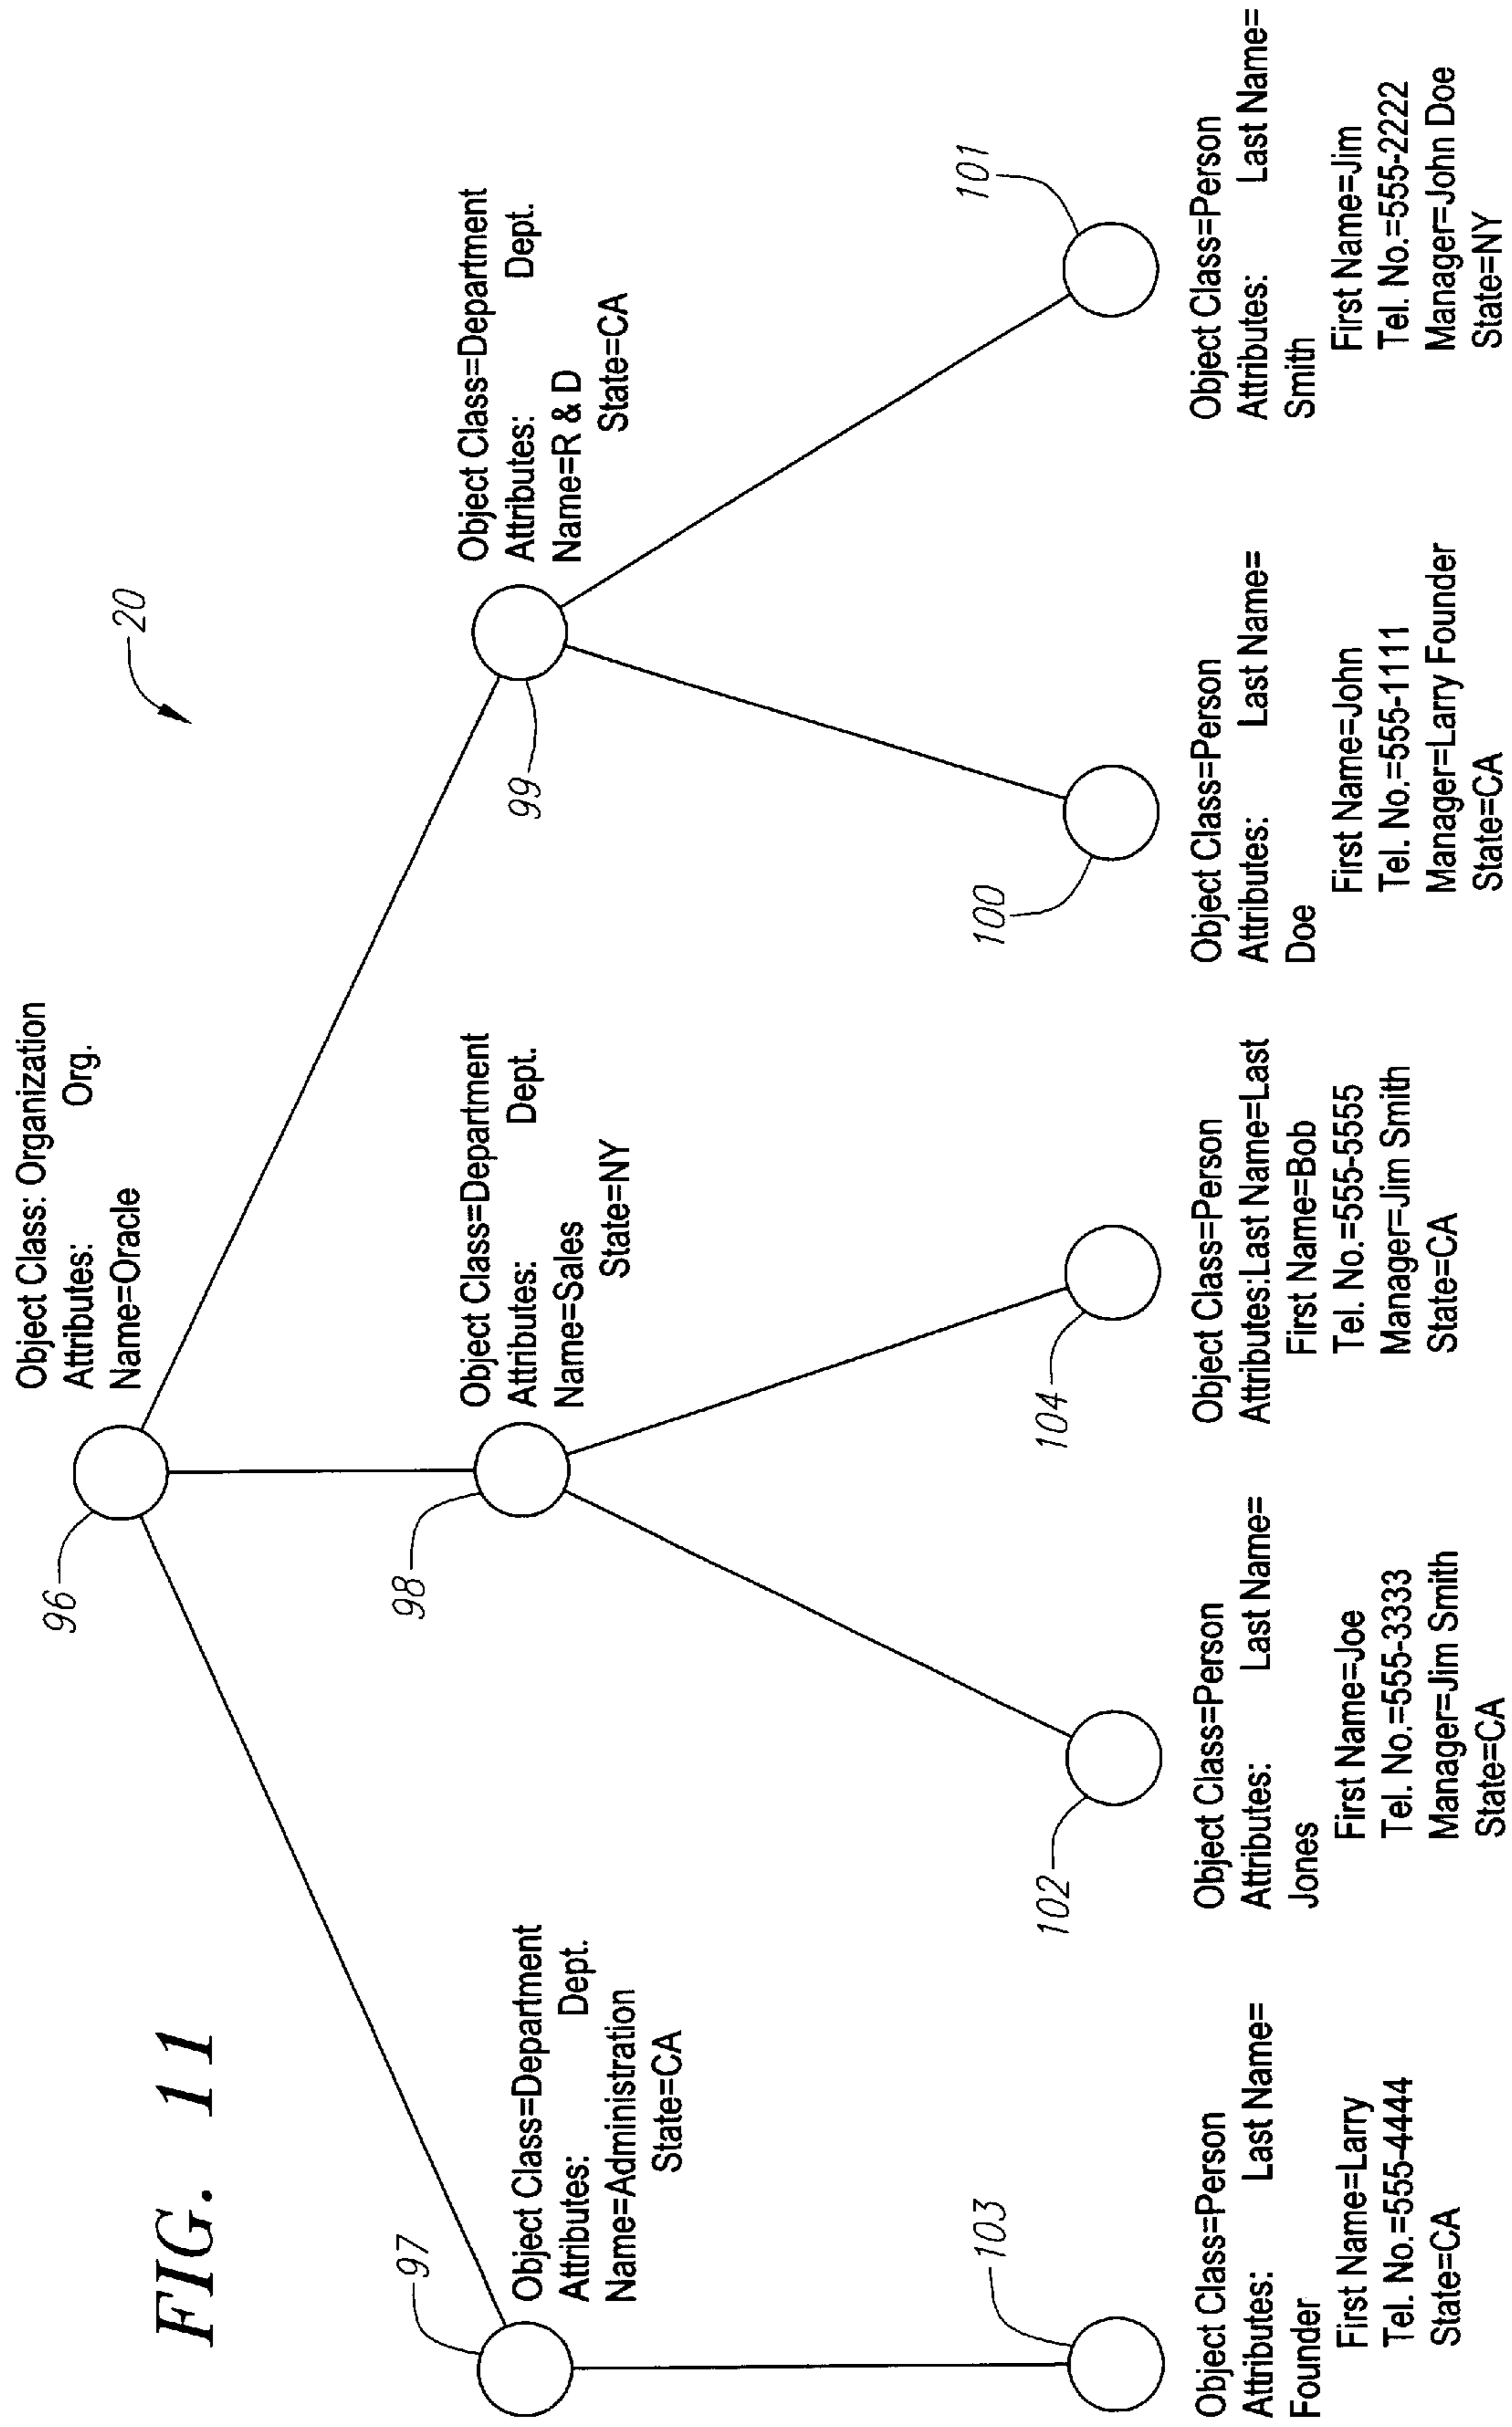 FIG. 11
20
96
Object Class: Organization
Attributes: Org.
Name=Oracle
97
Object Class=Department
Attributes: Dept.
Name=Administration
State=CA
98
Object Class=Department
Attributes: Dept.
Name=Sales
State=NY
99
Object Class=Department
Attributes: Dept.
Name=R & D
State=CA
103
Object Class=Person
Attributes: Last Name=
Founder
First Name=Larry
Tel. No.=555-4444
State=CA
102
Object Class=Person
Attributes: Last Name=
Jones
First Name=Joe
Tel. No.=555-3333
Manager=Jim Smith
State=CA
104
Object Class=Person
Attributes:Last Name=Last
First Name=Bob
Tel. No.=555-5555
Manager=Jim Smith
State=CA
100
Object Class=Person
Attributes: Last Name=
Doe
First Name=John
Tel. No.=555-1111
Manager=Larry Founder
State=CA
101
Object Class=Person
Attributes: Last Name=
Smith
First Name=Jim
Tel. No.=555-2222
Manager=John Doe
State=NY